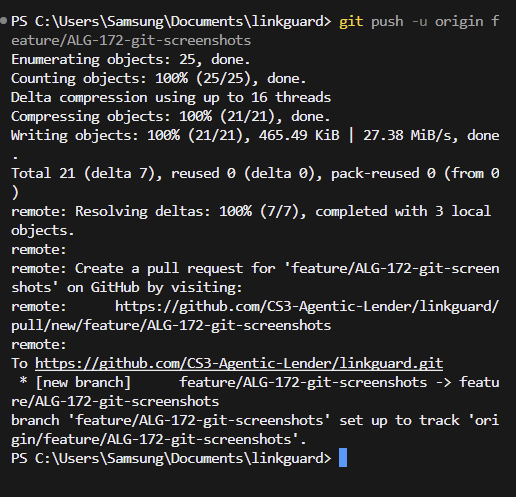 PS C:\Users\Samsung\Documents\linkguard> git push -u origin f
eature/ALG-172-git-screenshots
Enumerating objects: 25, done.
Counting objects: 100% (25/25), done.
Delta compression using up to 16 threads
Compressing objects: 100% (21/21), done.
Writing objects: 100% (21/21), 465.49 KiB | 27.38 MiB/s, done
.
Total 21 (delta 7), reused 0 (delta 0), pack-reused 0 (from 0
)
remote: Resolving deltas: 100% (7/7), completed with 3 local
objects.
remote:
remote: Create a pull request for 'feature/ALG-172-git-screen
shots' on GitHub by visiting:
remote:      https://github.com/CS3-Agentic-Lender/linkguard/
pull/new/feature/ALG-172-git-screenshots
remote:
To https://github.com/CS3-Agentic-Lender/linkguard.git
 * [new branch]      feature/ALG-172-git-screenshots -> featu
re/ALG-172-git-screenshots
branch 'feature/ALG-172-git-screenshots' set up to track 'ori
gin/feature/ALG-172-git-screenshots'.
PS C:\Users\Samsung\Documents\linkguard>